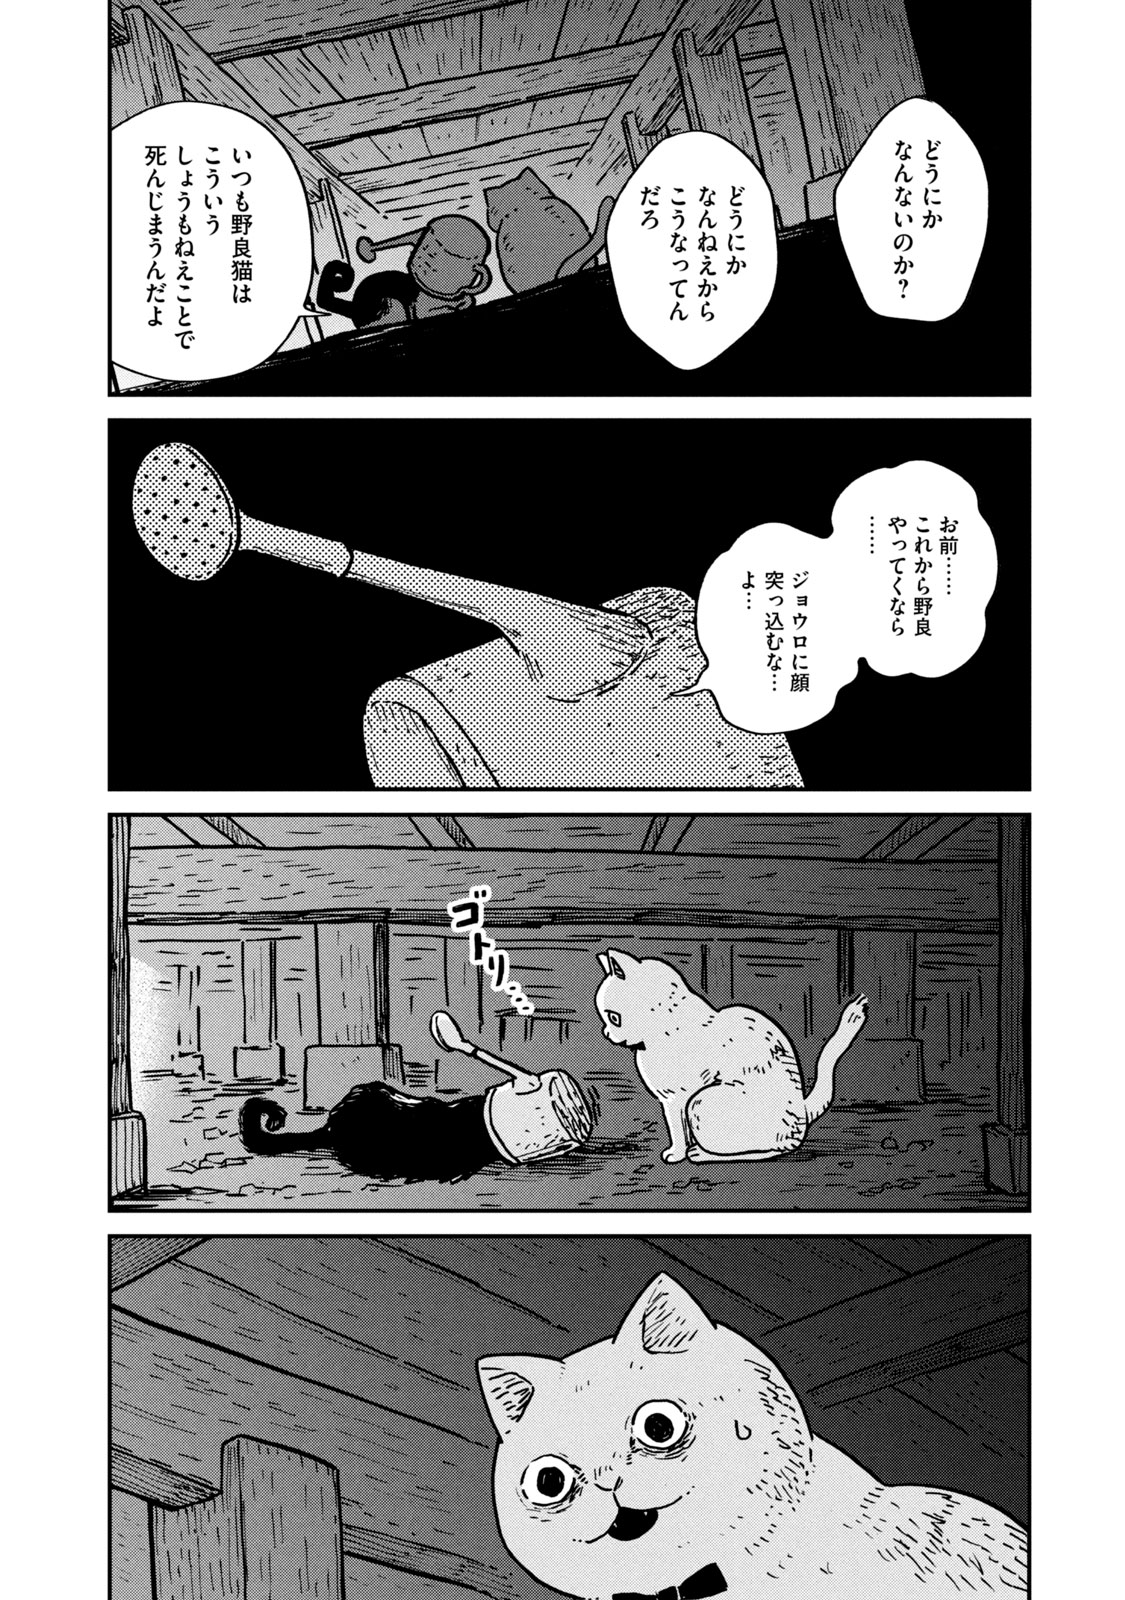 どうにか
なんないのか？
どうにか
なんねえから
こうなってん
だろ
いつも野良猫は
こういう
しょうもねえことで
死んじまうんだよ
お前……
これから野良
やってくなら
……
ジョウロに顔
突っ込むな…
よ…
ゴトリ…